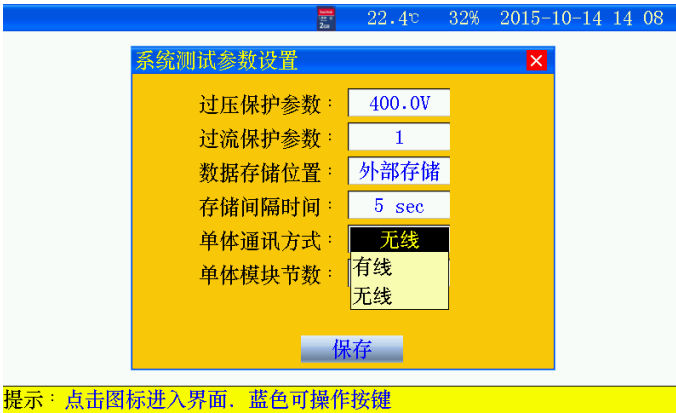 22.4℃ 32% 2015-10-14 14 08
系统测试参数设置
过压保护参数: 400.0V
过流保护参数: 1
数据存储位置: 外部存储
存储间隔时间: 5 sec
单体通讯方式: 无线
有线
单体模块节数:
无线
保存
提示:点击图标进入界面. 蓝色可操作按键